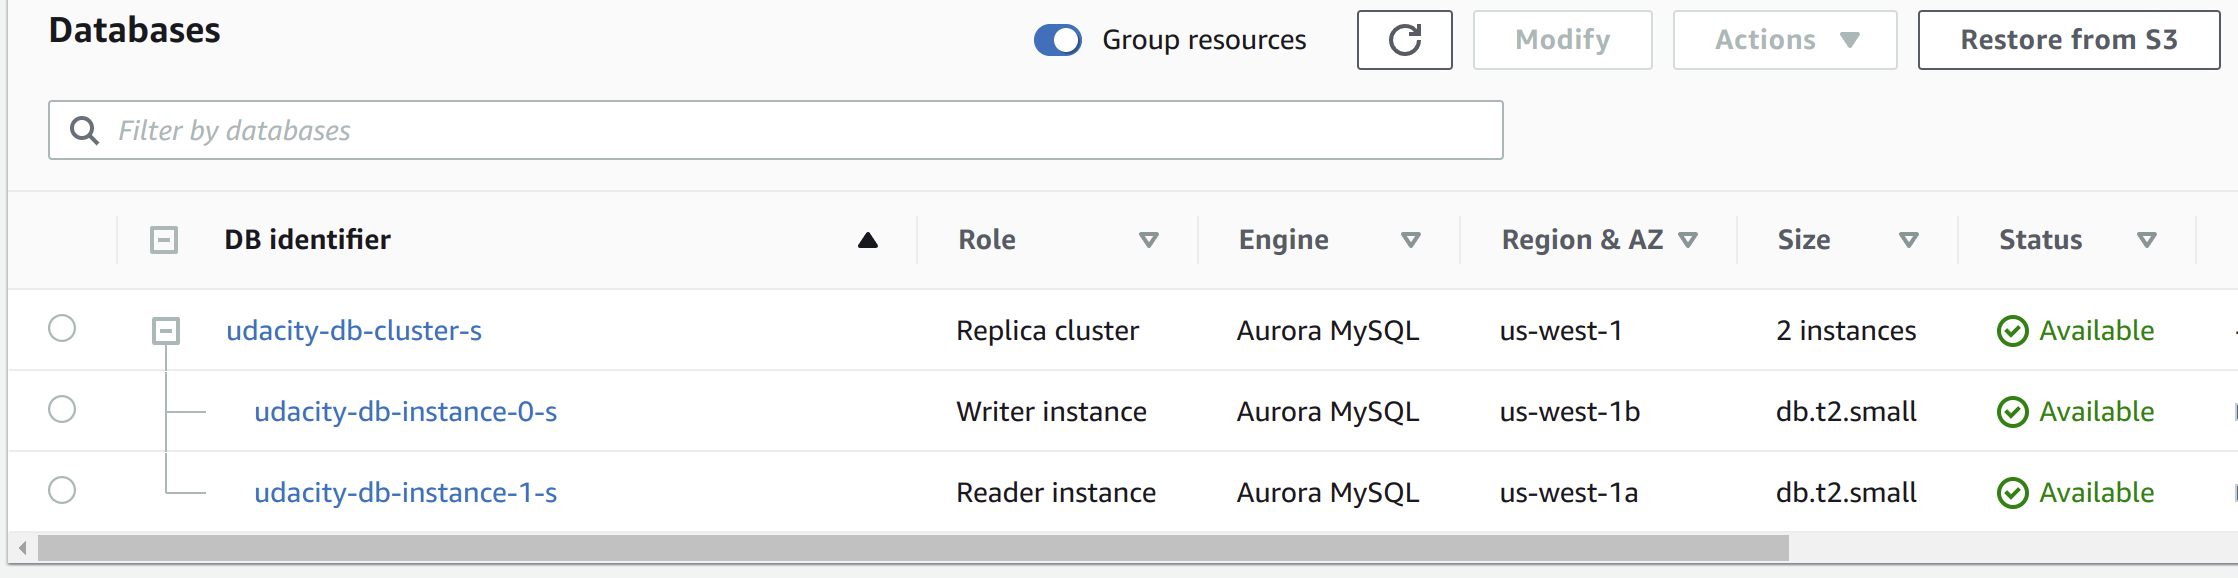 Databases
Group resources
Modify
Actions
Restore from S3
Filter by databases
DB identifier Role Engine Region & AZ Size Status
udacity-db-cluster-s Replica cluster Aurora MySQL us-west-1 2 instances Available
udacity-db-instance-0-s Writer instance Aurora MySQL us-west-1b db.t2.small Available
udacity-db-instance-1-s Reader instance Aurora MySQL us-west-1a db.t2.small Available